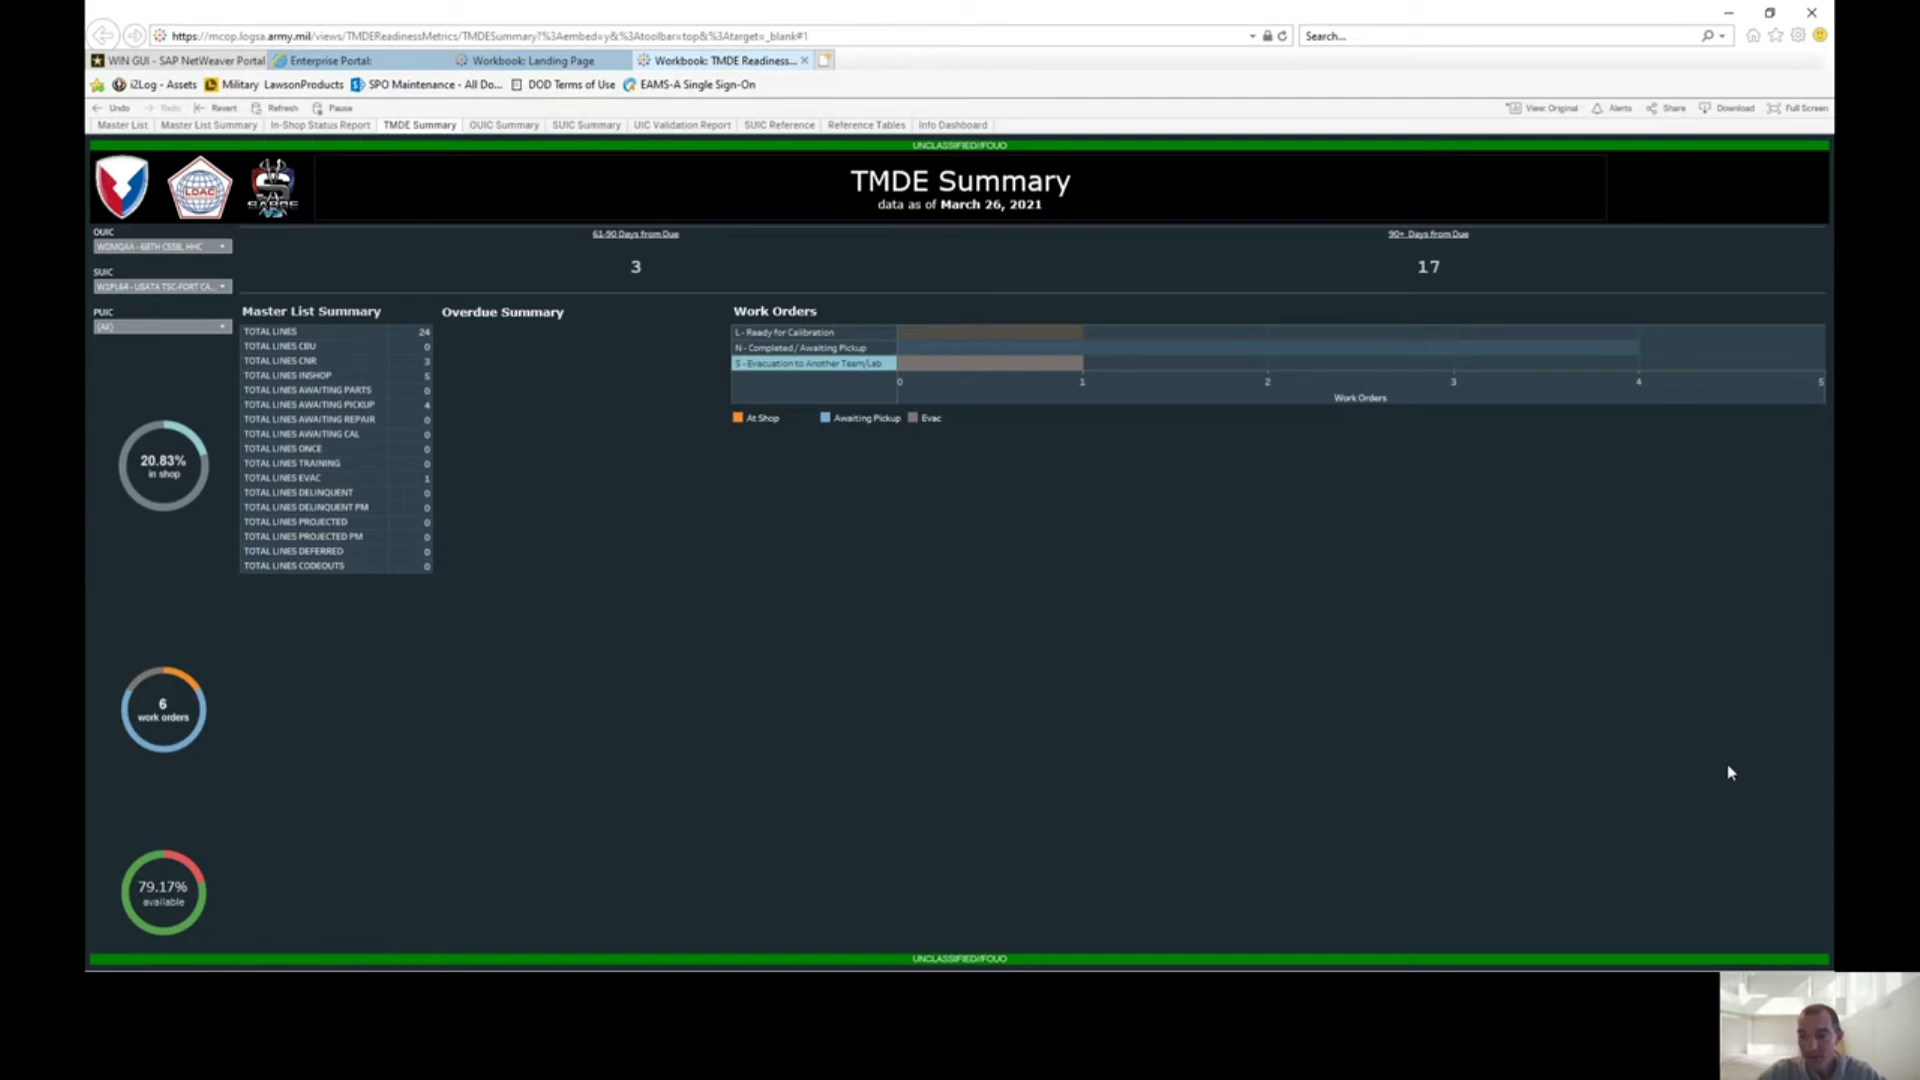 https://mcop.logsa.army.mil/views/TMDEReadinessMetrics/TMDESummary?%3Aembed=y&%3Atoolbar=top&%3Atarget=_blank#1
Search...
WIN GUI - SAP NetWeaver Portal
Enterprise Portal:
Workbook: Landing Page
Workbook: TMDE Readiness...
i2Log - Assets
Military LawsonProducts
SPO Maintenance - All Do...
DOD Terms of Use
EAMS-A Single Sign-On
Undo
Redo
Revert
Refresh
Pause
View: Original
Alerts
Share
Download
Full Screen
Master List
Master List Summary
In-Shop Status Report
TMDE Summary
OUIC Summary
SUIC Summary
UIC Validation Report
SUIC Reference
Reference Tables
Info Dashboard
UNCLASSIFIED//FOUO
LDAC
SABRE
TMDE Summary
data as of March 26, 2021
OUIC
WDMQAA - 68TH CSSB, HHC
SUIC
PUIC
(All)
61-90 Days from Due
3
90+ Days from Due
17
Master List Summary
TOTAL LINES 24
TOTAL LINES CBU 0
TOTAL LINES CNR 3
TOTAL LINES INSHOP 5
TOTAL LINES AWAITING PARTS 0
TOTAL LINES AWAITING PICKUP 4
TOTAL LINES AWAITING REPAIR 0
TOTAL LINES AWAITING CAL 0
TOTAL LINES ONCE 0
TOTAL LINES TRAINING 0
TOTAL LINES EVAC 1
TOTAL LINES DELINQUENT 0
TOTAL LINES DELINQUENT PM 0
TOTAL LINES PROJECTED 0
TOTAL LINES PROJECTED PM 0
TOTAL LINES DEFERRED 0
TOTAL LINES CODEOUTS 0
Overdue Summary
Work Orders
L - Ready for Calibration
N - Completed / Awaiting Pickup
S - Evacuation to Another Team/Lab
0 1 2 3 4 5
Work Orders
At Shop
Awaiting Pickup
Evac
20.83%
in shop
6
work orders
79.17%
available
UNCLASSIFIED//FOUO